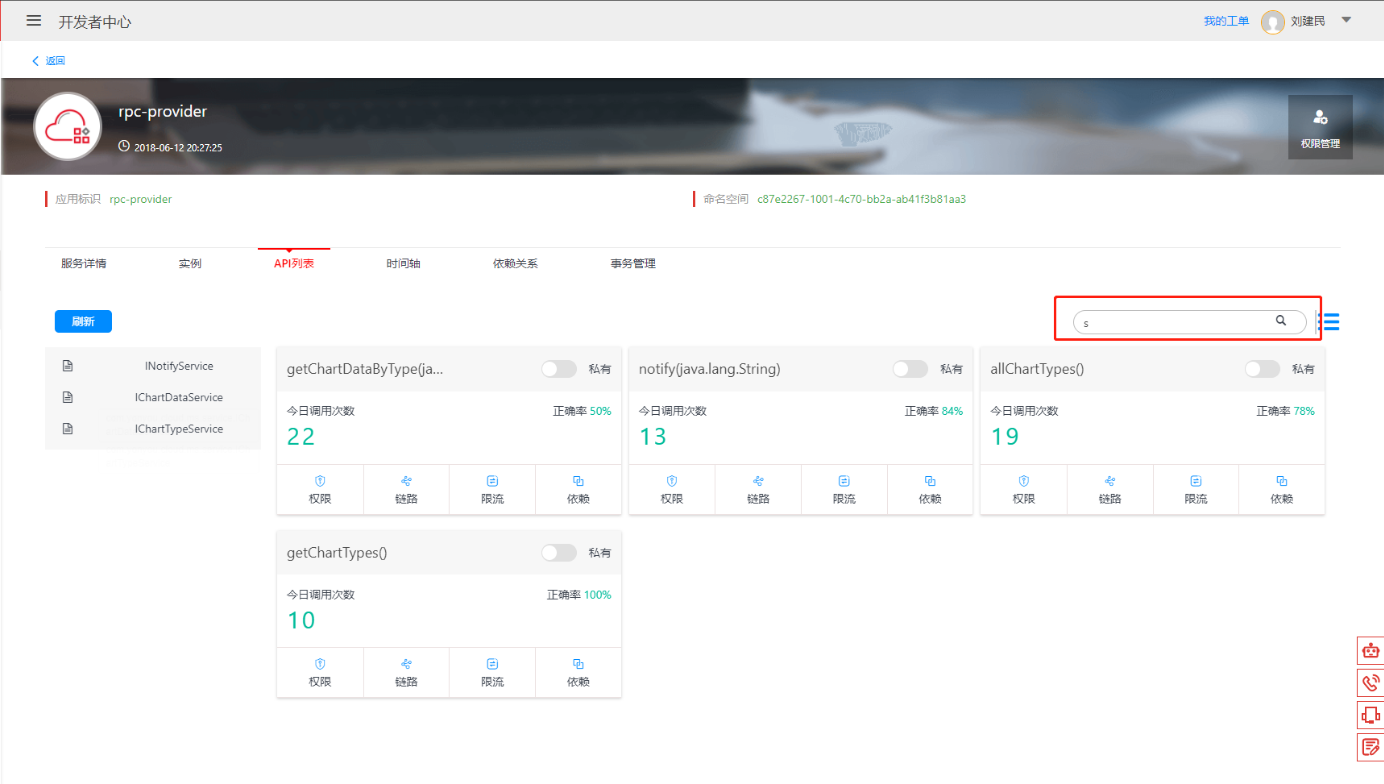 开发者中心
我的工单 刘建民
返回
rpc-provider
2018-06-12 20:27:25
权限管理
应用标识 rpc-provider
命名空间 c87e2267-1001-4c70-bb2a-ab41f3b81aa3
服务详情 实例 API列表 时间轴 依赖关系 事务管理
刷新
s
INotifyService
IChartDataService
IChartTypeService
getChartDataByType(ja... 私有
今日调用次数 正确率 50%
22
权限 链路 限流 依赖
notify(java.lang.String) 私有
今日调用次数 正确率 84%
13
权限 链路 限流 依赖
allChartTypes() 私有
今日调用次数 正确率 78%
19
权限 链路 限流 依赖
getChartTypes() 私有
今日调用次数 正确率 100%
10
权限 链路 限流 依赖